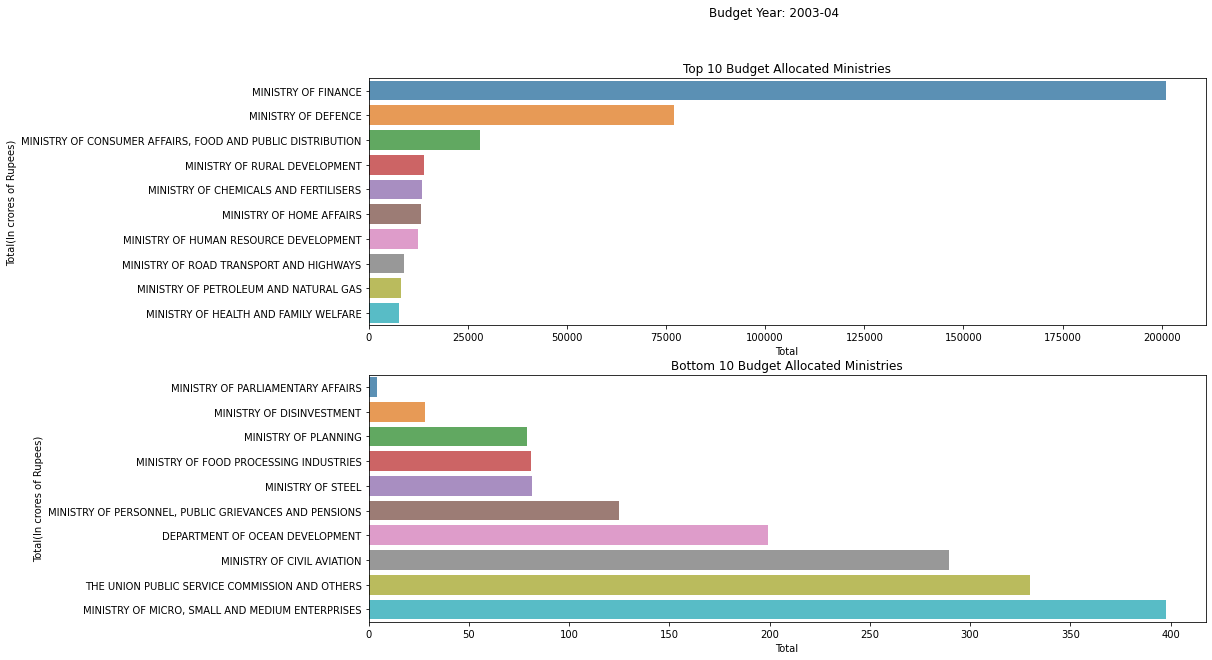 Budget Year: 2003-04
Top 10 Budget Allocated Ministries
Total(In crores of Rupees)
MINISTRY OF FINANCE
MINISTRY OF DEFENCE
MINISTRY OF CONSUMER AFFAIRS, FOOD AND PUBLIC DISTRIBUTION
MINISTRY OF RURAL DEVELOPMENT
MINISTRY OF CHEMICALS AND FERTILISERS
MINISTRY OF HOME AFFAIRS
MINISTRY OF HUMAN RESOURCE DEVELOPMENT
MINISTRY OF ROAD TRANSPORT AND HIGHWAYS
MINISTRY OF PETROLEUM AND NATURAL GAS
MINISTRY OF HEALTH AND FAMILY WELFARE
0 25000 50000 75000 100000 125000 150000 175000 200000
Total
Bottom 10 Budget Allocated Ministries
Total(In crores of Rupees)
MINISTRY OF PARLIAMENTARY AFFAIRS
MINISTRY OF DISINVESTMENT
MINISTRY OF PLANNING
MINISTRY OF FOOD PROCESSING INDUSTRIES
MINISTRY OF STEEL
MINISTRY OF PERSONNEL, PUBLIC GRIEVANCES AND PENSIONS
DEPARTMENT OF OCEAN DEVELOPMENT
MINISTRY OF CIVIL AVIATION
THE UNION PUBLIC SERVICE COMMISSION AND OTHERS
MINISTRY OF MICRO, SMALL AND MEDIUM ENTERPRISES
0 50 100 150 200 250 300 350 400
Total